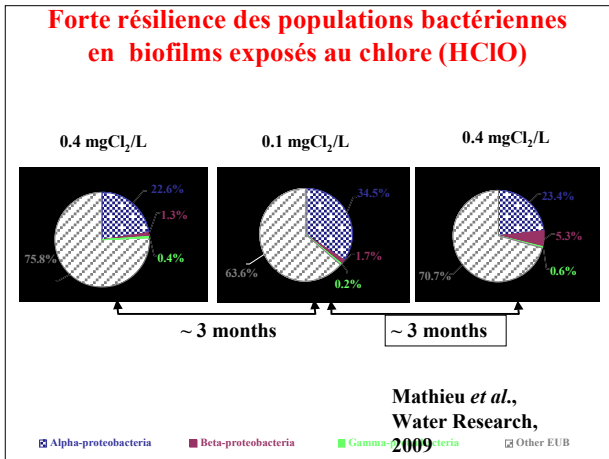 Forte résilience des populations bactériennes
en biofilms exposés au chlore (HClO)
0.4 mgCl2/L
0.1 mgCl2/L
0.4 mgCl2/L
22.6%
1.3%
0.4%
75.8%
34.5%
1.7%
0.2%
63.6%
23.4%
5.3%
0.6%
70.7%
~ 3 months
~ 3 months
Mathieu et al.,
Water Research,
2009
Alpha-proteobacteria
Beta-proteobacteria
Other EUB